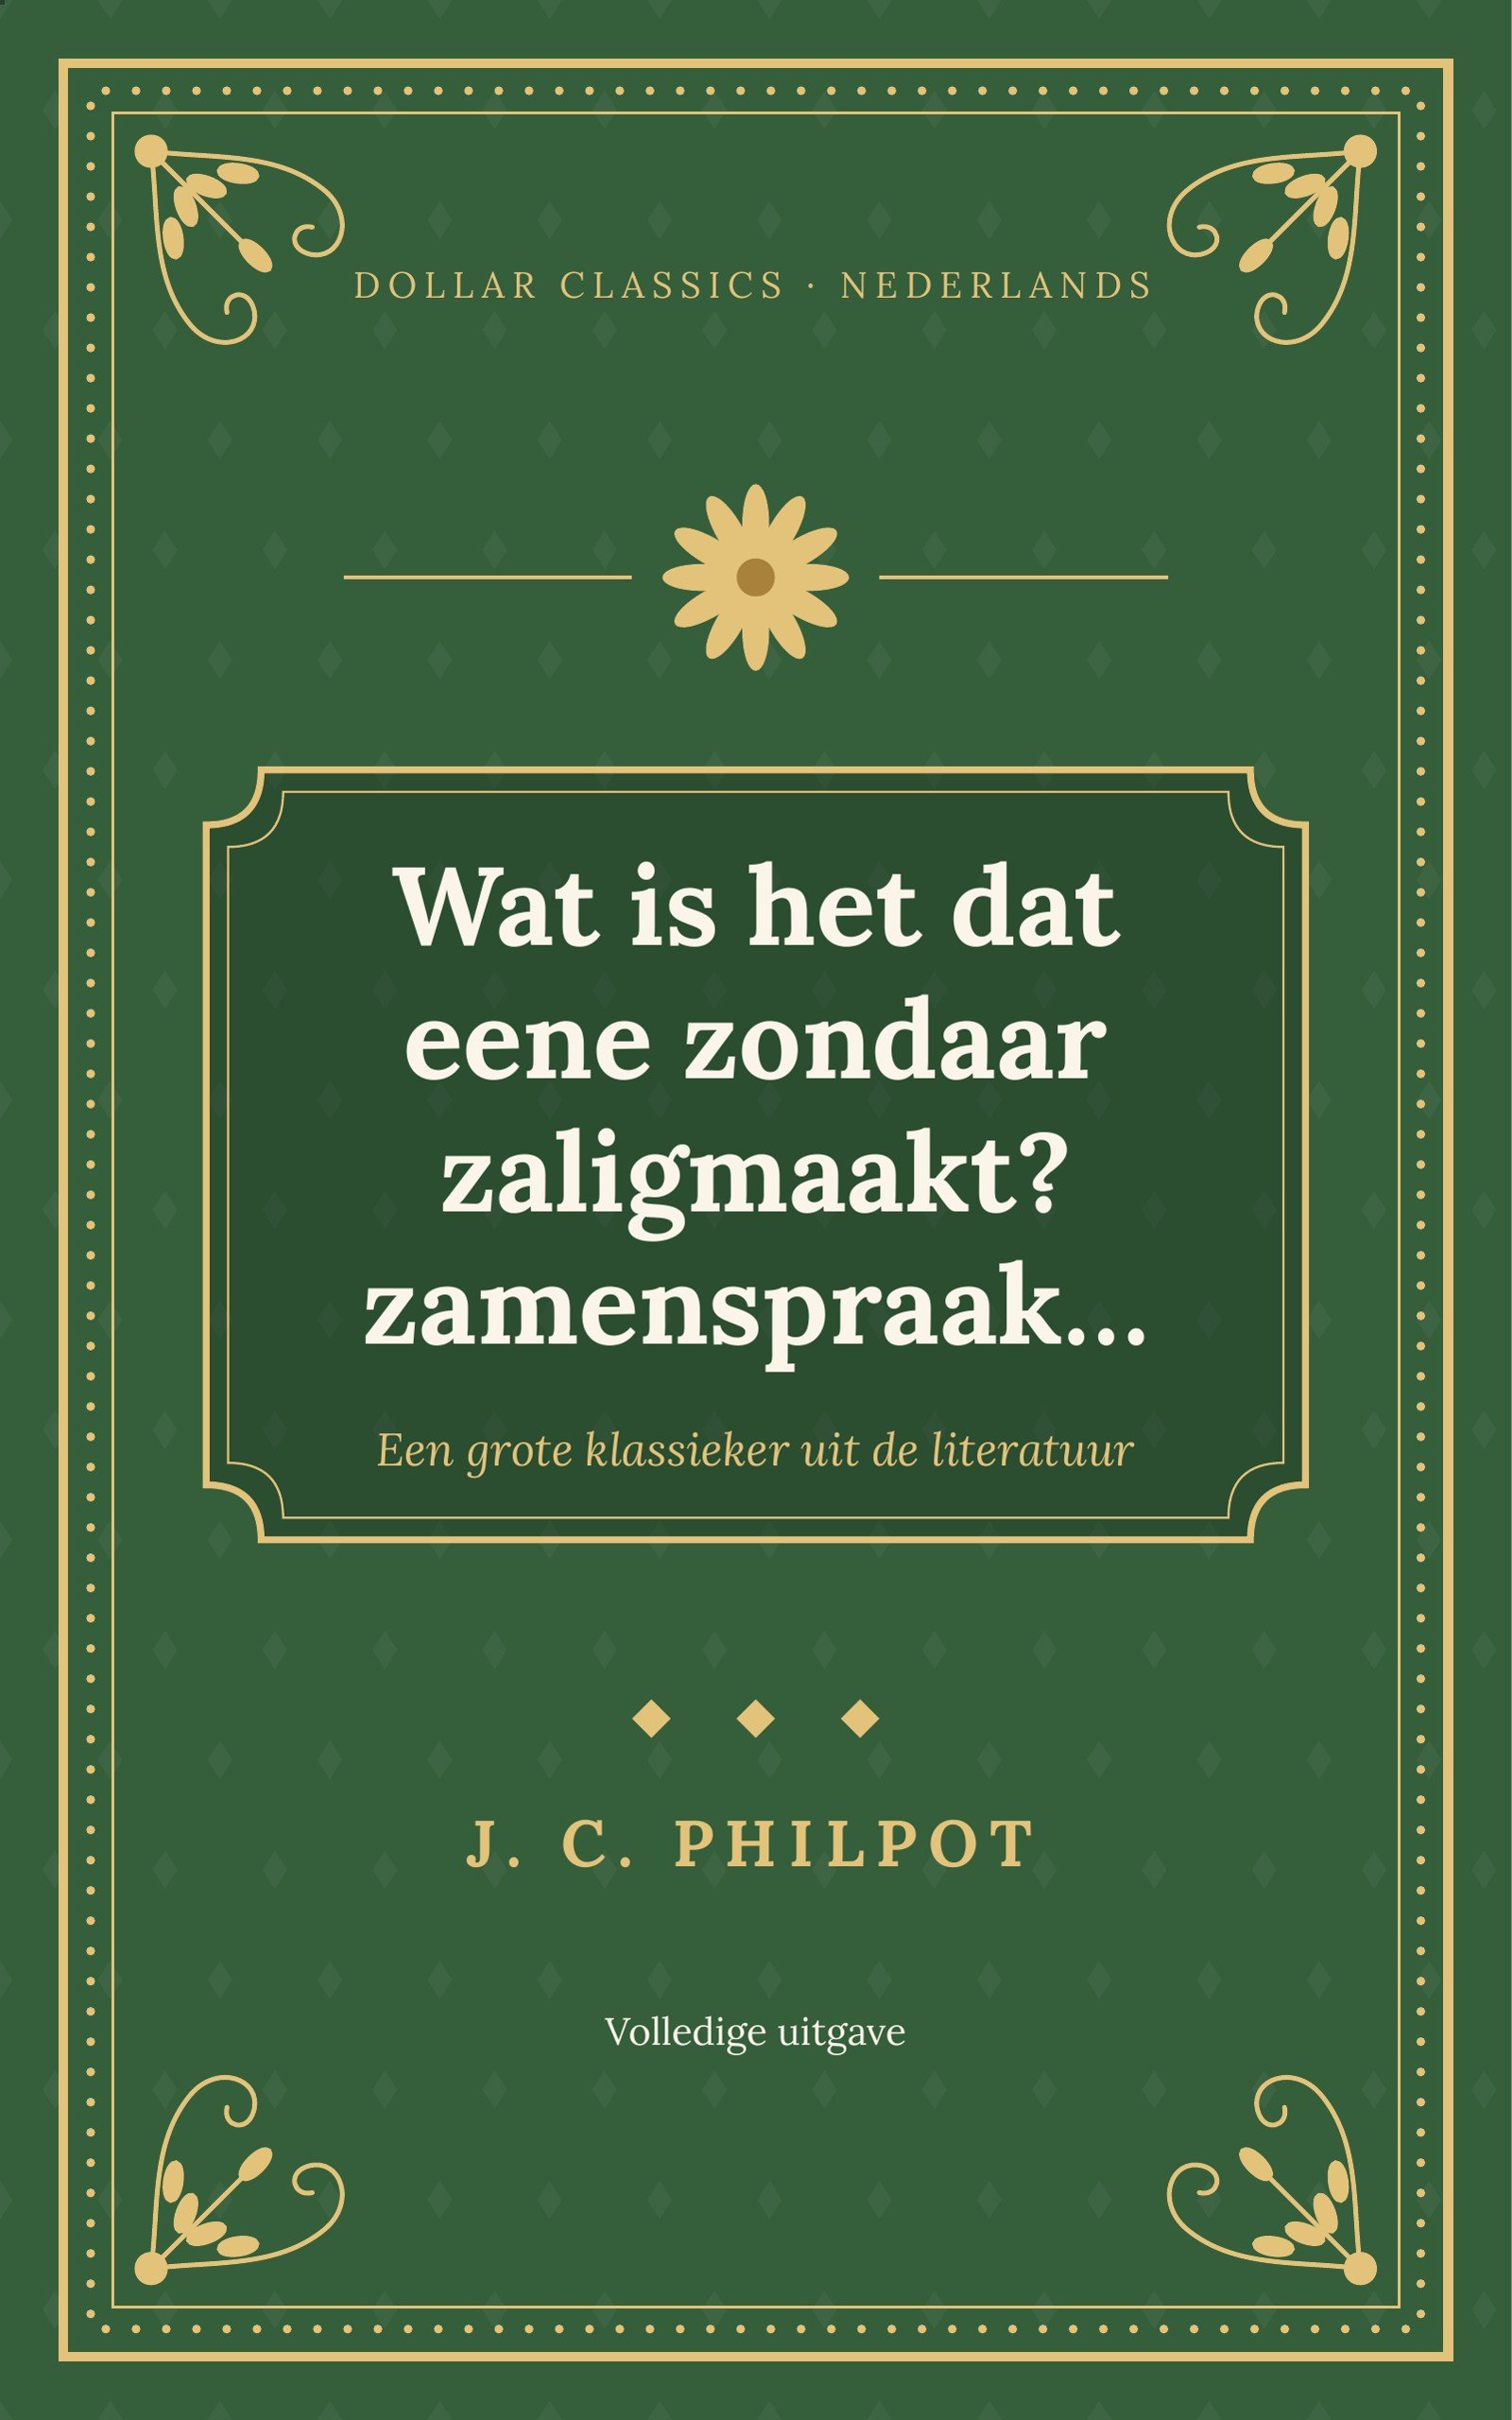 DOLLAR CLASSICS · NEDERLANDS
Wat is het dat
eene zondaar
zaligmaakt?
zamenspraak…
Een grote klassieker uit de literatuur
J. C. PHILPOT
Volledige uitgave